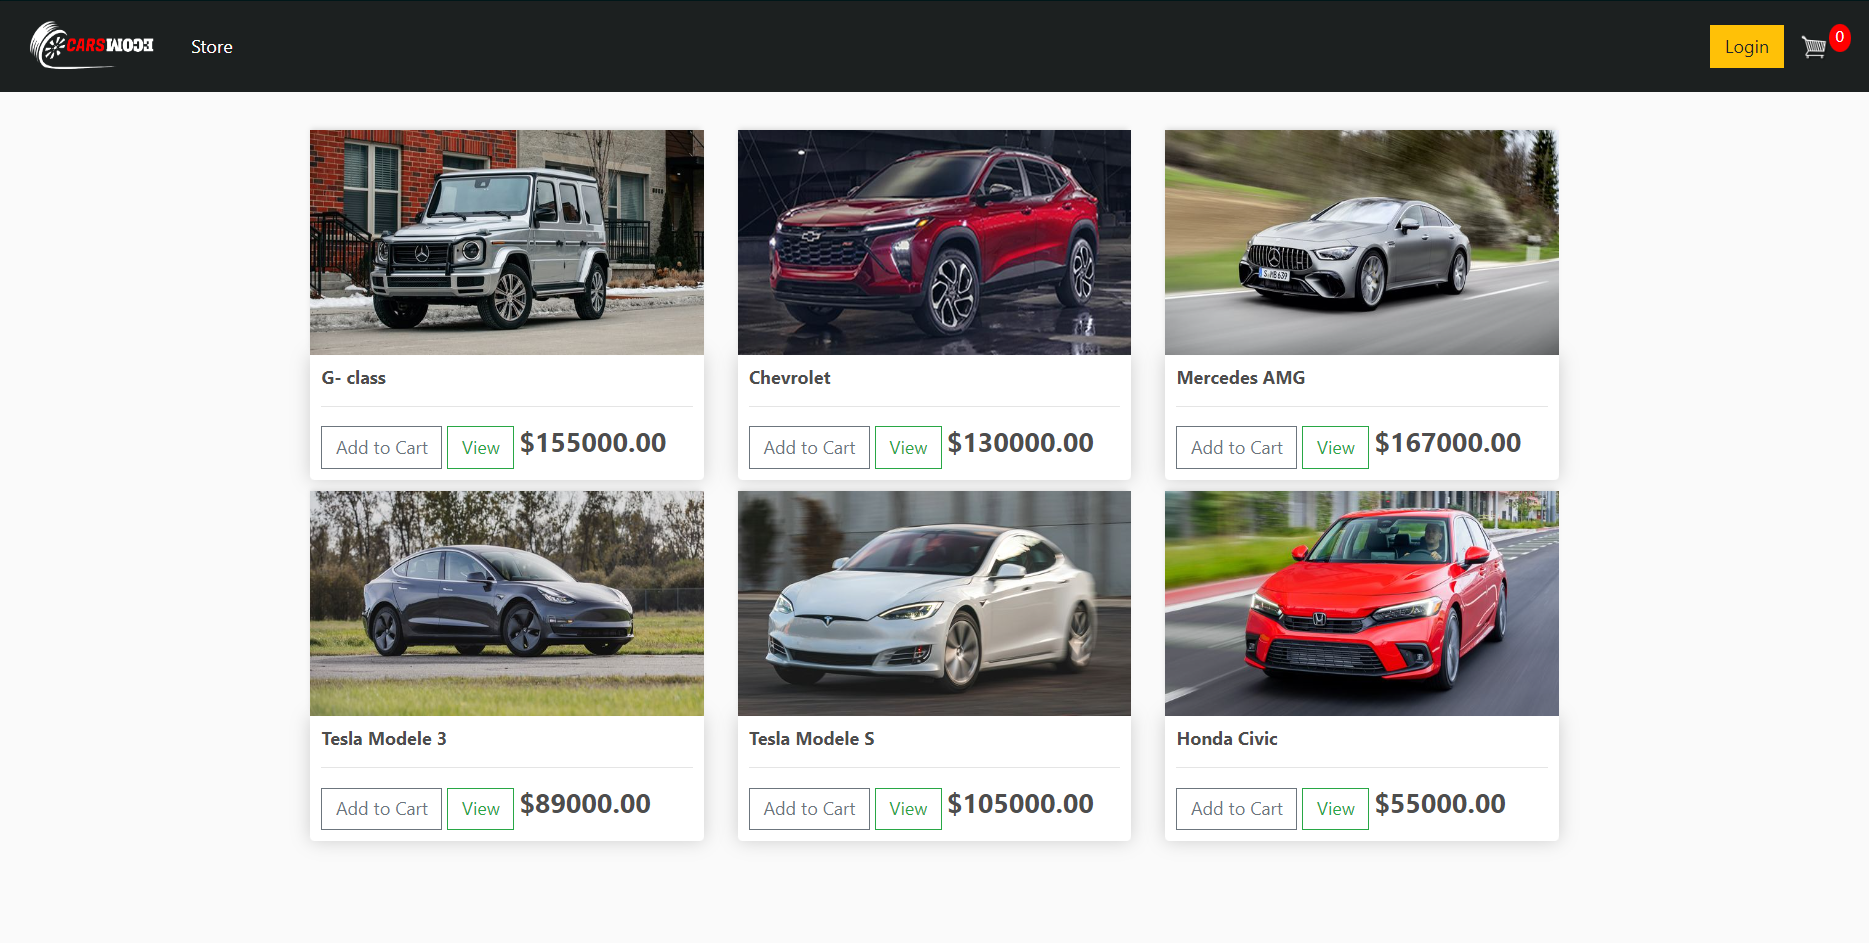 CARSECOM
Store
Login
0
G- class
Add to Cart
View
$155000.00
Chevrolet
Add to Cart
View
$130000.00
S·MB 639
Mercedes AMG
Add to Cart
View
$167000.00
Tesla Modele 3
Add to Cart
View
$89000.00
Tesla Modele S
Add to Cart
View
$105000.00
Honda Civic
Add to Cart
View
$55000.00